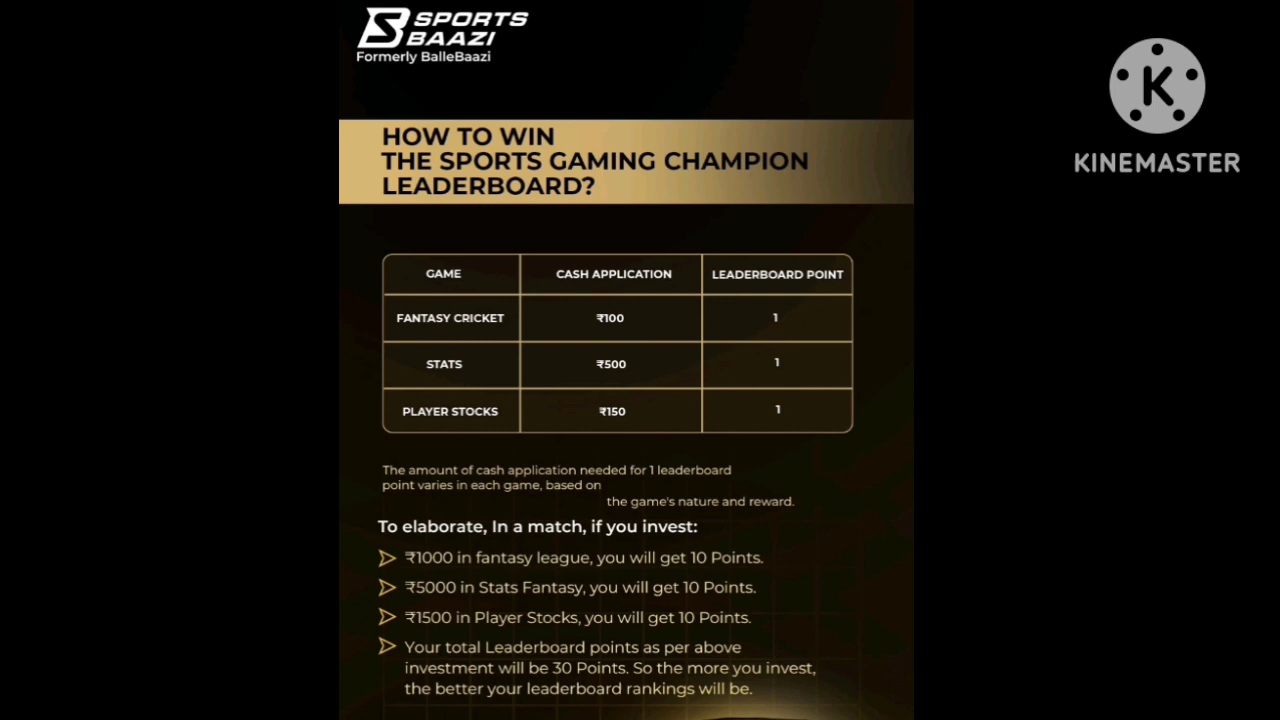 SPORTS
BAAZI
Formerly BalleBaazi
K
KINEMASTER
HOW TO WIN
THE SPORTS GAMING CHAMPION
LEADERBOARD?
GAME CASH APPLICATION LEADERBOARD POINT
FANTASY CRICKET ₹100 1
STATS ₹500 1
PLAYER STOCKS ₹150 1
The amount of cash application needed for 1 leaderboard
point varies in each game, based on
the game's nature and reward.
To elaborate, In a match, if you invest:
₹1000 in fantasy league, you will get 10 Points.
₹5000 in Stats Fantasy, you will get 10 Points.
₹1500 in Player Stocks, you will get 10 Points.
Your total Leaderboard points as per above
investment will be 30 Points. So the more you invest,
the better your leaderboard rankings will be.